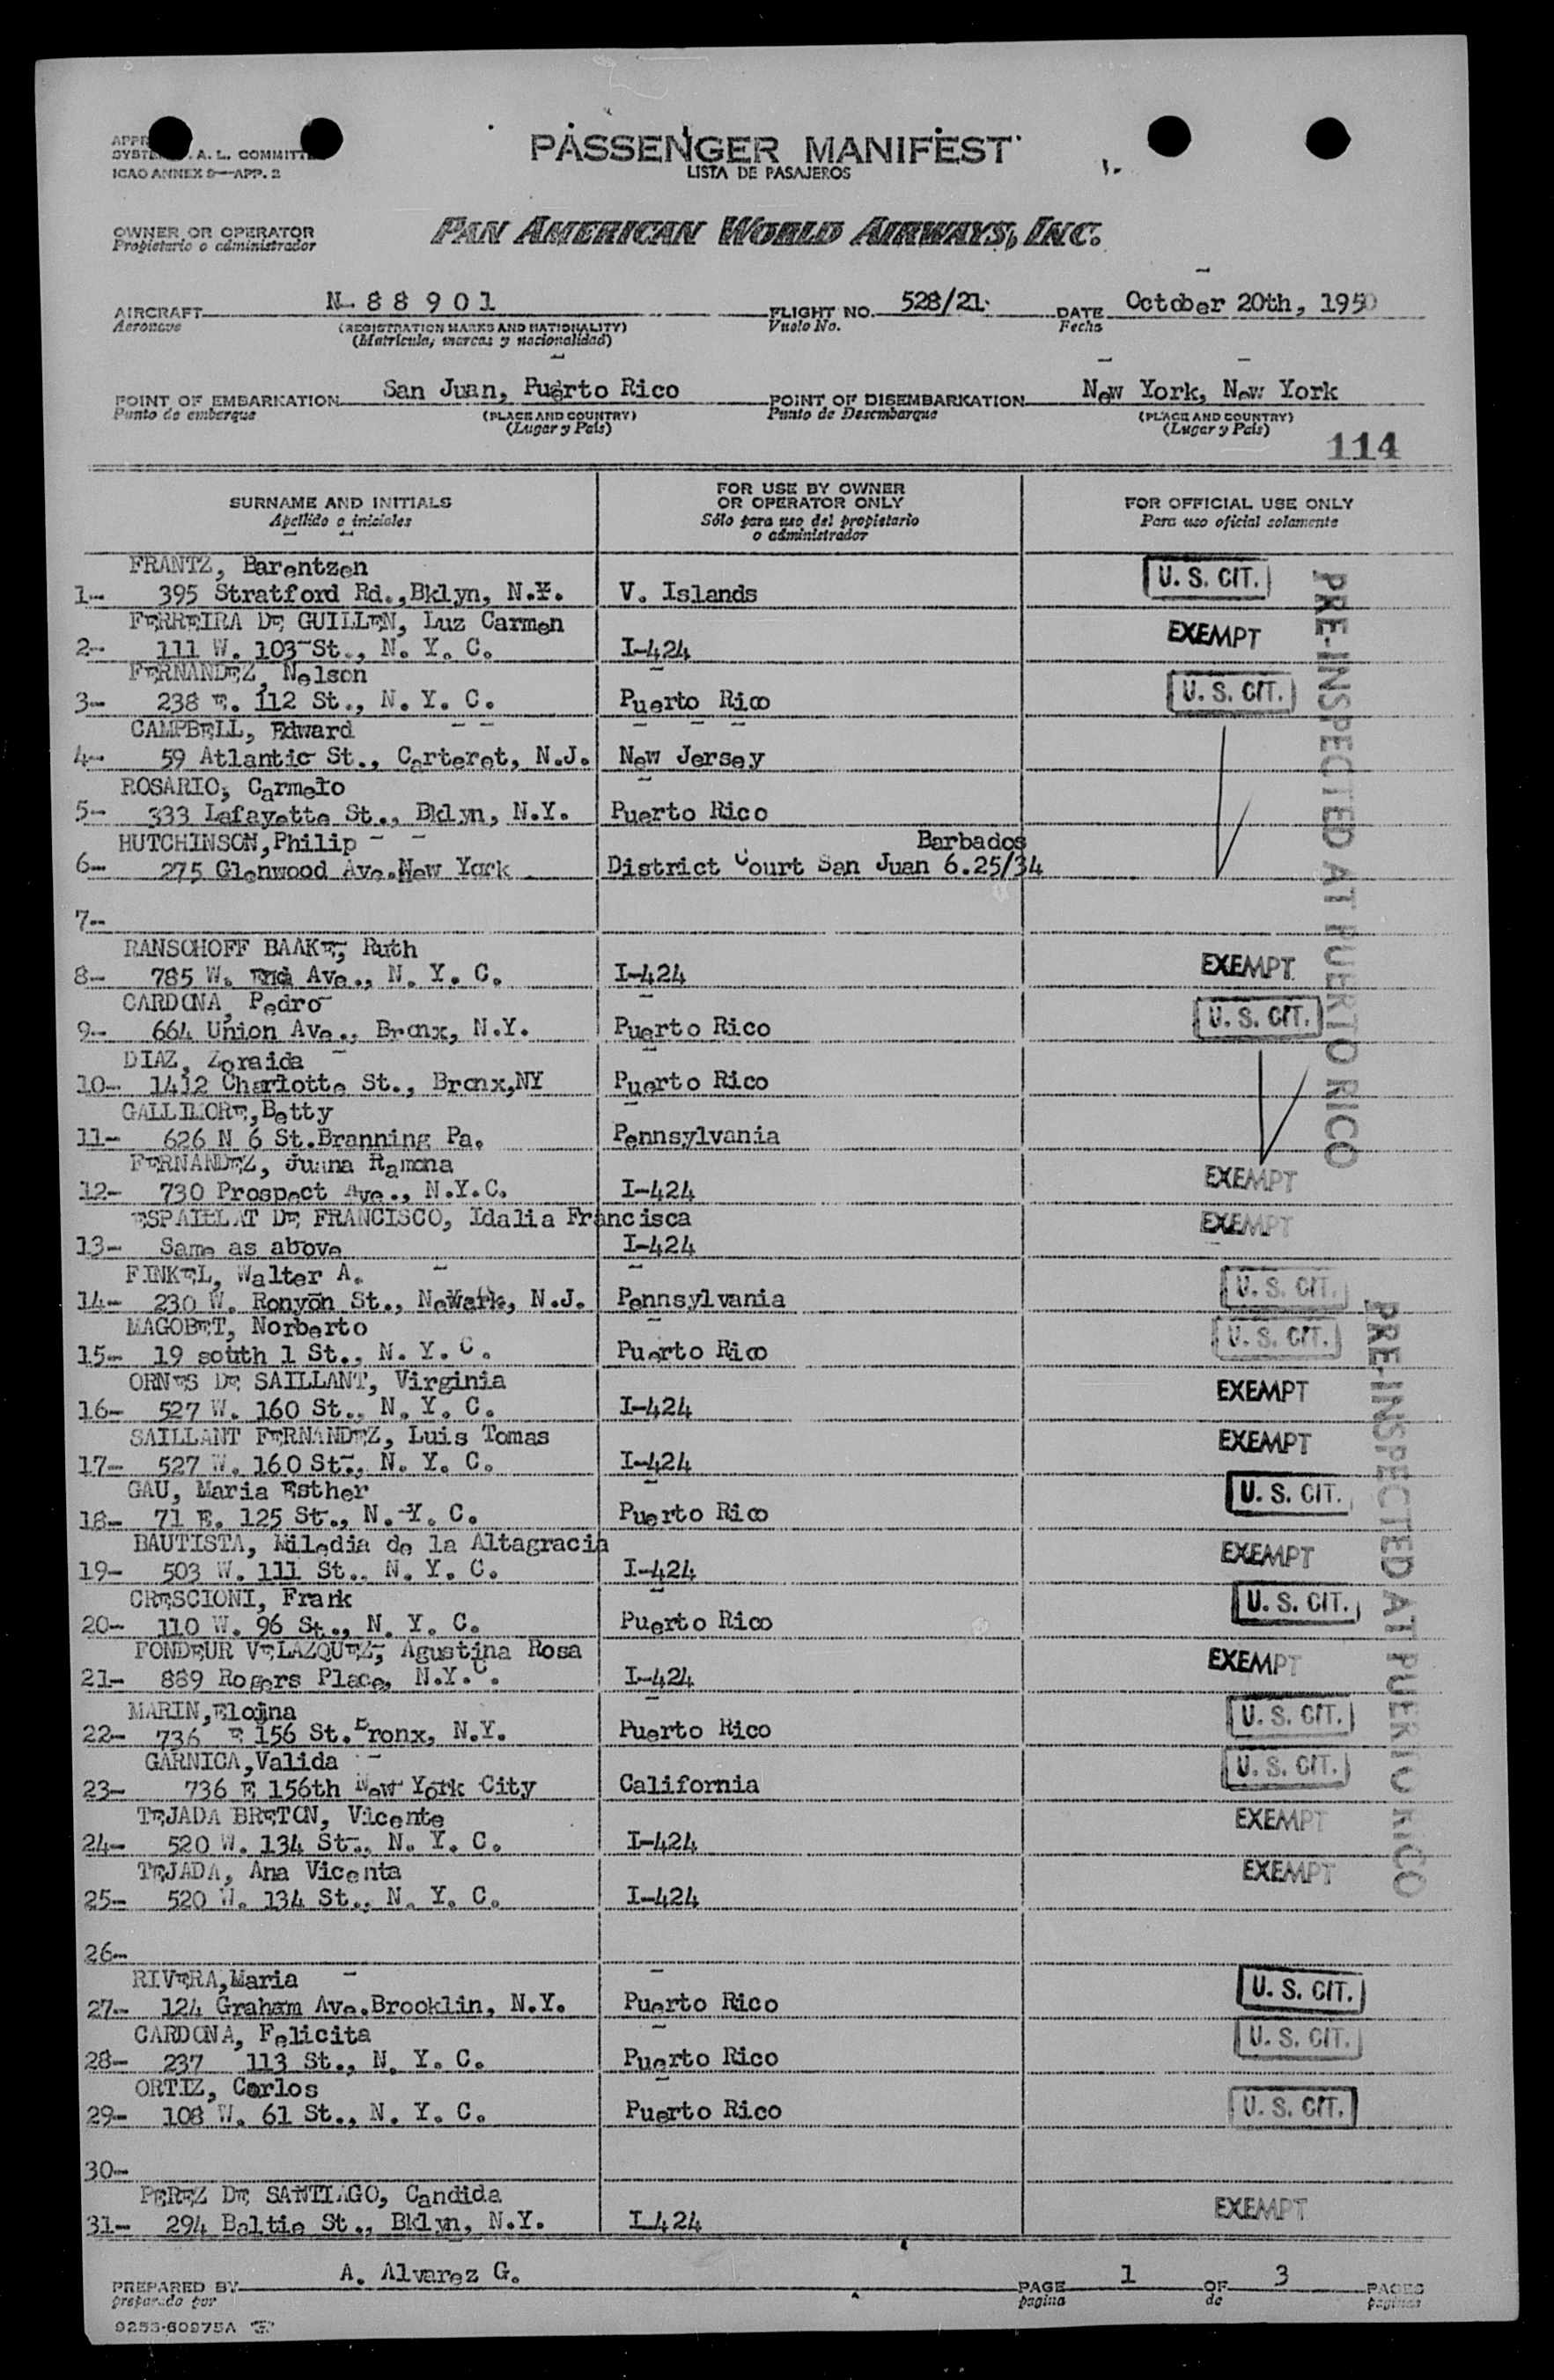 PASSENGER MANIFEST
LISTA DE PASAJEROS
A. L. COMMITTE
ICAO ANNEX 9—APP. 2
OWNER OR OPERATOR
Propietario o administrador
PAN AMERICAN WORLD AIRWAYS, INC.
AIRCRAFT N-88901 FLIGHT NO. 528/21 DATE October 20th, 1950
Aeronave (REGISTRATION MARKS AND NATIONALITY) Vuelo No. Fecha
(Matricula, marcas y nacionalidad)
POINT OF EMBARKATION San Juan, Puerto Rico POINT OF DISEMBARKATION New York, New York
Punto de embarque (PLACE AND COUNTRY) Punto de Desembarque (PLACE AND COUNTRY)
(Lugar y País) (Lugar y País)
114
SURNAME AND INITIALS FOR USE BY OWNER OR OPERATOR ONLY FOR OFFICIAL USE ONLY
Apellido e iniciales Sólo para uso del propietario o administrador Para uso oficial solamente
FRANTZ, Barentzen
1- 395 Stratford Rd.,Bklyn, N.Y. V. Islands U. S. CIT.
FERREIRA DE GUILLEN, Luz Carmen
2- 111 W. 103 St., N. Y. C. I-424 EXEMPT
FERNANDEZ, Nelson
3- 238 E. 112 St., N. Y. C. Puerto Rico U. S. CIT.
CAMPBELL, Edward
4- 59 Atlantic St., Carteret, N.J. New Jersey
ROSARIO, Carmelo
5- 333 Lafayette St., Bklyn, N.Y. Puerto Rico
HUTCHINSON,Philip Barbados
6- 275 Glenwood Ave.New York District Court San Juan 6.25/34
7-
RANSCHOFF BAAKE, Ruth
8- 785 W. End Ave., N. Y. C. I-424 EXEMPT
CARDONA, Pedro
9- 664 Union Ave., Bronx, N.Y. Puerto Rico U. S. CIT.
DIAZ, Zoraida
10- 1412 Charlotte St., Bronx,NY Puerto Rico
GALLIMORE,Betty
11- 626 N 6 St.Branning Pa. Pennsylvania
FERNANDEZ, Juana Ramona
12- 730 Prospect Ave., N.Y.C. I-424 EXEMPT
ESPAILLAT DE FRANCISCO, Idalia Francisca
13- Same as above I-424 EXEMPT
PRE-INSPECTED AT PUERTO RICO
FINKEL, Walter A.
14- 230 W. Ronyon St., Newark, N.J. Pennsylvania U. S. CIT.
MAGOBET, Norberto
15- 19 south 1 St., N. Y. C. Puerto Rico U. S. CIT.
ORNES DE SAILLANT, Virginia
16- 527 W. 160 St., N. Y. C. I-424 EXEMPT
SAILLANT FERNANDEZ, Luis Tomas
17- 527 W. 160 St., N. Y. C. I-424 EXEMPT
GAU, Maria Esther
18- 71 E. 125 St., N. Y. C. Puerto Rico U. S. CIT.
BAUTISTA, Miledia de la Altagracia
19- 503 W. 111 St., N. Y. C. I-424 EXEMPT
CRESCIONI, Frank
20- 110 W. 96 St., N. Y. C. Puerto Rico U. S. CIT.
FONDEUR VELAZQUEZ, Agustina Rosa
21- 889 Rogers Place, N.Y.C. I-424 EXEMPT
MARIN,Eloina
22- 736 E 156 St.Bronx, N.Y. Puerto Rico U. S. CIT.
GARNICA,Valida
23- 736 E 156th New York City California U. S. CIT.
TEJADA BRETON, Vicente
24- 520 W. 134 St., N. Y. C. I-424 EXEMPT
TEJADA, Ana Vicenta
25- 520 W. 134 St., N. Y. C. I-424 EXEMPT
26-
RIVERA,Maria
27- 124 Graham Ave.Brooklin, N.Y. Puerto Rico U. S. CIT.
CARDONA, Felicita
28- 237 113 St., N. Y. C. Puerto Rico U. S. CIT.
ORTIZ, Carlos
29- 108 W. 61 St., N. Y. C. Puerto Rico U. S. CIT.
30-
PEREZ DE SANTIAGO, Candida
31- 294 Baltie St., Bklyn, N.Y. I 424 EXEMPT
PRE-INSPECTED AT PUERTO RICO
PREPARED BY A. Alvarez G. PAGE 1 OF 3 PAGES
preparado por pagina de paginas
9253-60975A